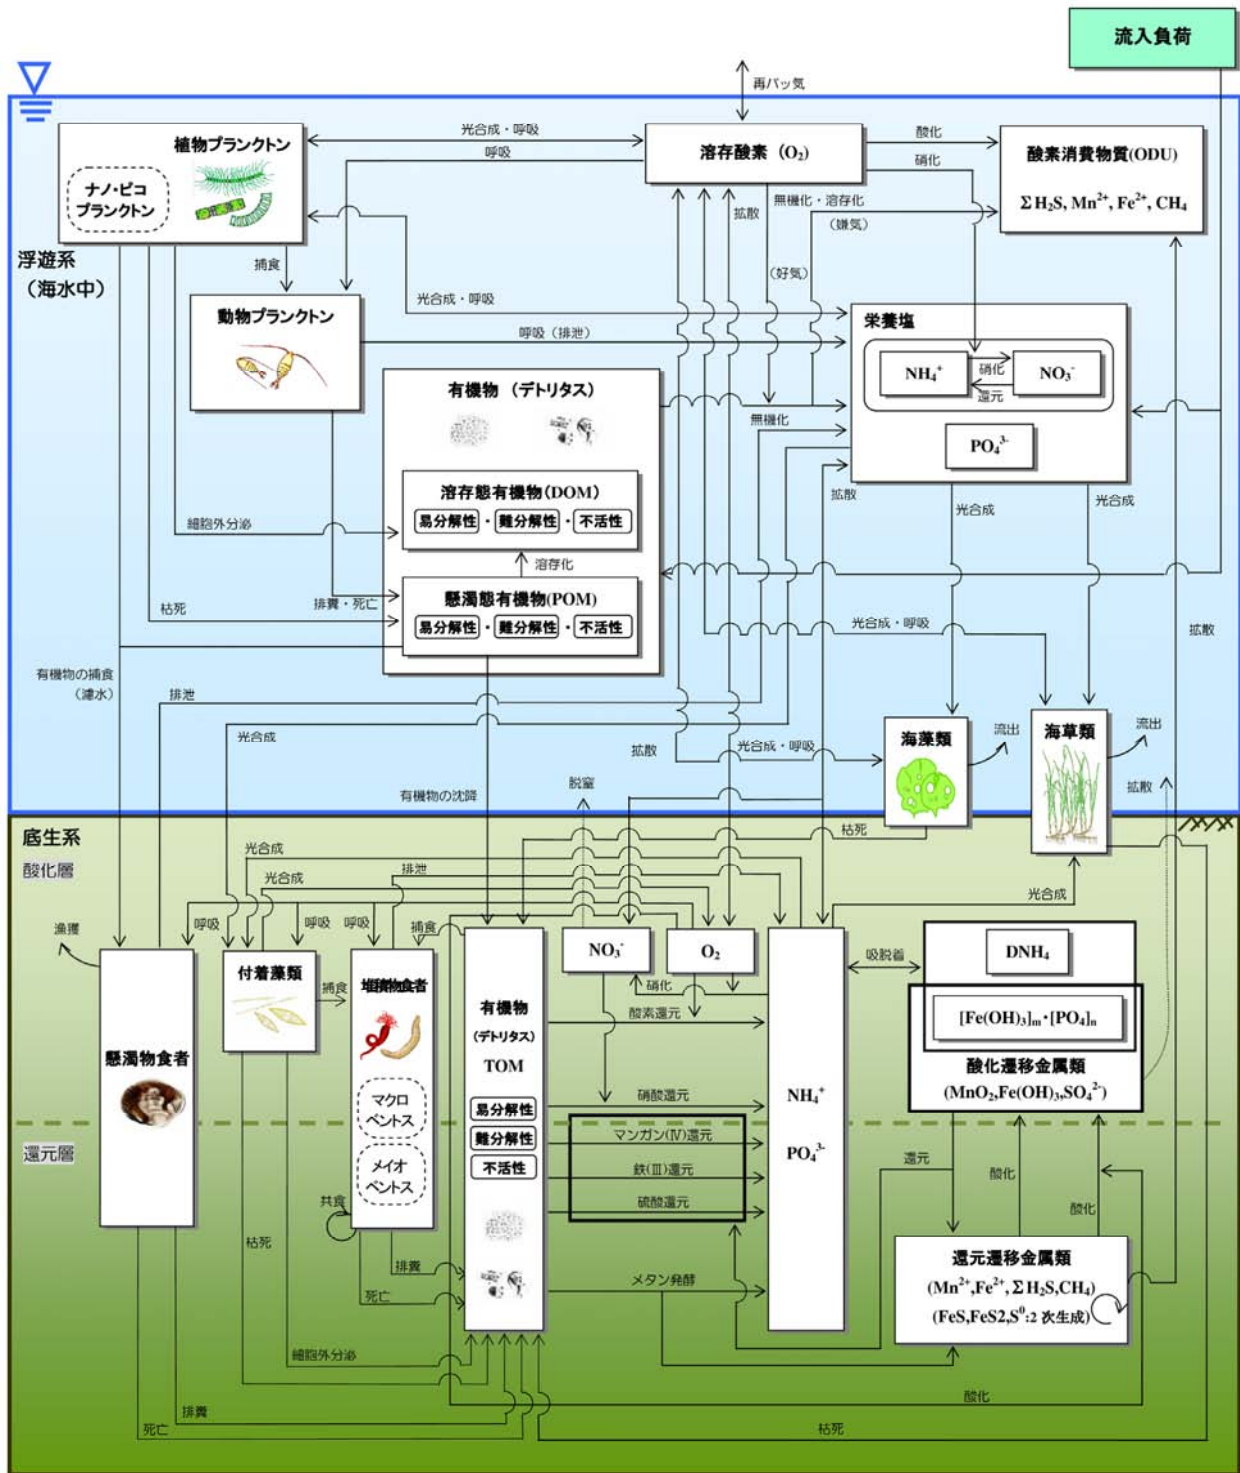 流入負荷
再バッ気
植物プランクトン
ナノ・ピコ
プランクトン
光合成・呼吸
呼吸
溶存酸素（O₂）
酸化
硝化
酸素消費物質(ODU)
ΣH₂S, Mn²⁺, Fe²⁺, CH₄
拡散
無機化・溶存化
（嫌気）
（好気）
浮遊系
（海水中）
捕食
動物プランクトン
光合成・呼吸
呼吸（排泄）
栄養塩
NH₄⁺
硝化
還元
NO₃⁻
PO₄³⁻
有機物（デトリタス）
無機化
溶存態有機物（DOM）
易分解性・難分解性・不活性
細胞外分泌
溶存化
懸濁態有機物(POM)
易分解性・難分解性・不活性
排糞・死亡
枯死
拡散
光合成
光合成
光合成・呼吸
拡散
有機物の捕食
（濾水）
排泄
光合成
拡散
光合成・呼吸
海藻類
流出
海草類
流出
拡散
有機物の沈降
脱窒
底生系
酸化層
枯死
光合成
排泄
光合成
光合成
呼吸
呼吸
呼吸
捕食
漁獲
付着藻類
捕食
堆積物食者
NO₃⁻
O₂
硝化
酸素還元
吸脱着
DNH₄
[Fe(OH)₃]m・[PO₄]n
酸化遷移金属類
(MnO₂,Fe(OH)₃,SO₄²⁻)
懸濁物食者
有機物
（デトリタス）
TOM
易分解性
難分解性
不活性
マクロ
ベントス
メイオ
ベントス
NH₄⁺
PO₄³⁻
硝酸還元
マンガン(Ⅳ)還元
鉄(Ⅲ)還元
硫酸還元
還元層
還元
酸化
酸化
共食
枯死
排糞
死亡
メタン発酵
還元遷移金属類
(Mn²⁺,Fe²⁺,ΣH₂S,CH₄)
(FeS,FeS2,S⁰:2 次生成)
細胞外分泌
酸化
排糞
死亡
枯死